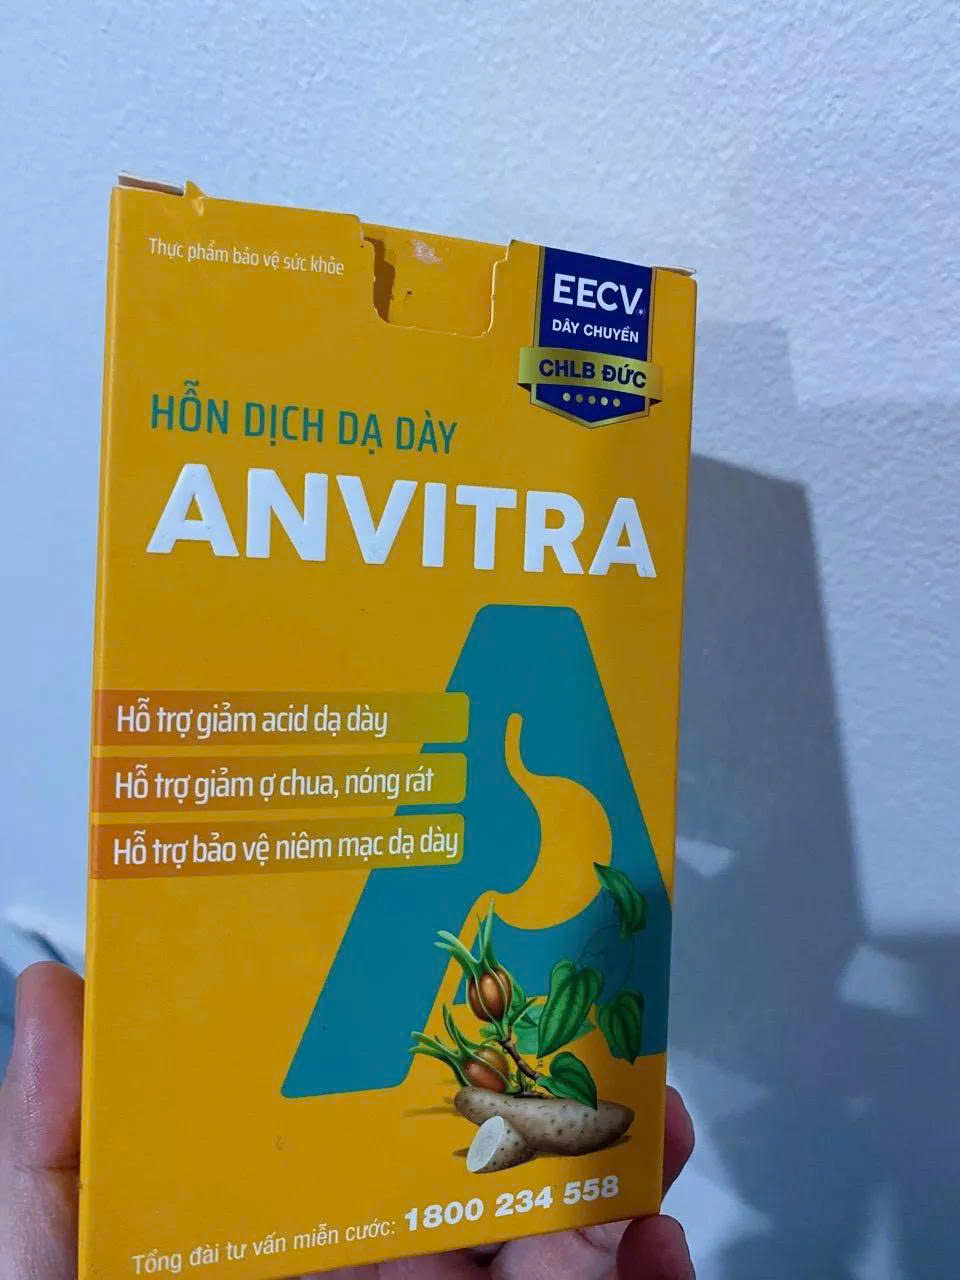 Thực phẩm bảo vệ sức khỏe
EECV(*)
DÂY CHUYỀN
CHLB ĐỨC
HỖN DỊCH DẠ DÀY
ANVITRA
Hỗ trợ giảm acid dạ dày
Hỗ trợ giảm ợ chua, nóng rát
Hỗ trợ bảo vệ niêm mạc dạ dày
Tổng đài tư vấn miễn cước: 1800 234 558